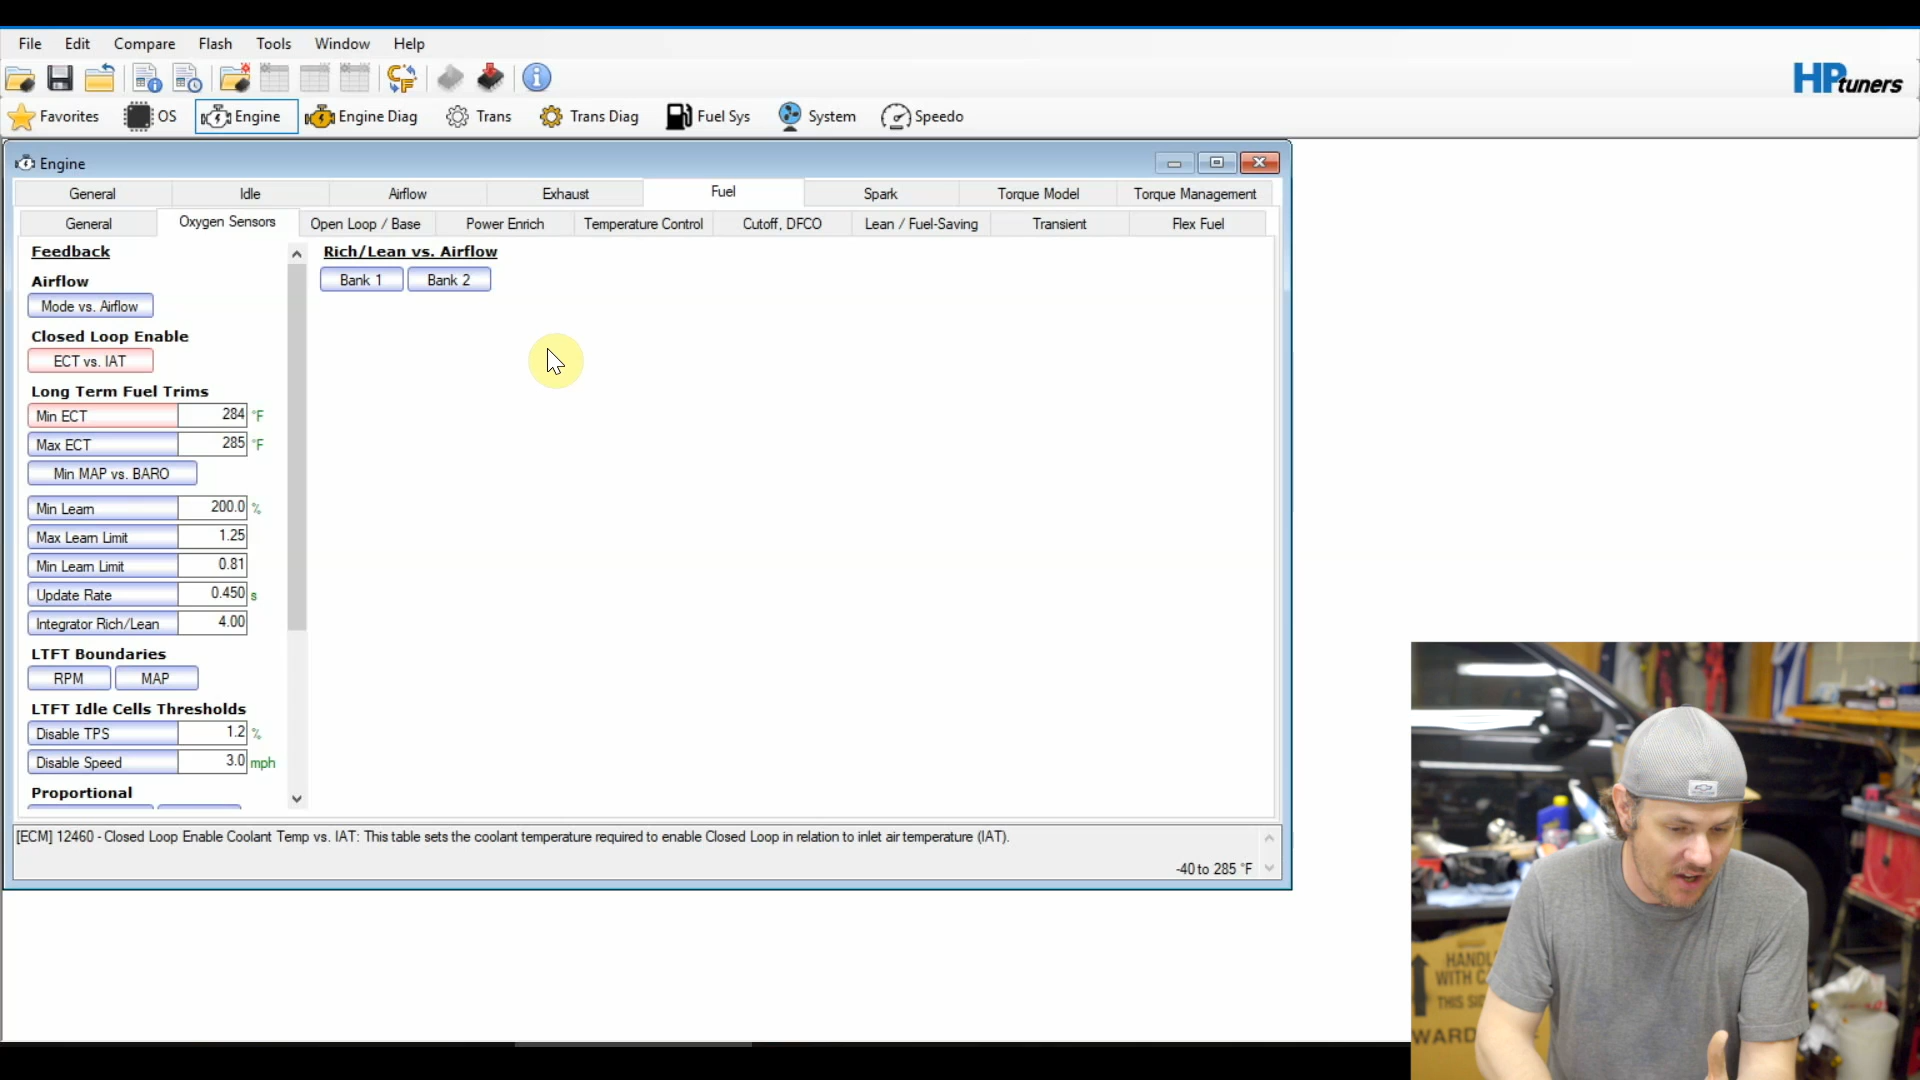 File Edit Compare Flash Tools Window Help
HPtuners
Favorites OS Engine Engine Diag Trans Trans Diag Fuel Sys System Speedo
Engine
General Idle Airflow Exhaust Fuel Spark Torque Model Torque Management
General Oxygen Sensors Open Loop / Base Power Enrich Temperature Control Cutoff, DFCO Lean / Fuel-Saving Transient Flex Fuel
Feedback
Airflow
Mode vs. Airflow
Closed Loop Enable
ECT vs. IAT
Long Term Fuel Trims
Min ECT 284 °F
Max ECT 285 °F
Min MAP vs. BARO
Min Learn 200.0 %
Max Learn Limit 1.25
Min Learn Limit 0.81
Update Rate 0.450 s
Integrator Rich/Lean 4.00
LTFT Boundaries
RPM MAP
LTFT Idle Cells Thresholds
Disable TPS 1.2 %
Disable Speed 3.0 mph
Proportional
Rich/Lean vs. Airflow
Bank 1 Bank 2
[ECM] 12460 - Closed Loop Enable Coolant Temp vs. IAT: This table sets the coolant temperature required to enable Closed Loop in relation to inlet air temperature (IAT).
-40 to 285 °F
HANDL
WITH C
THIS SI
WARD